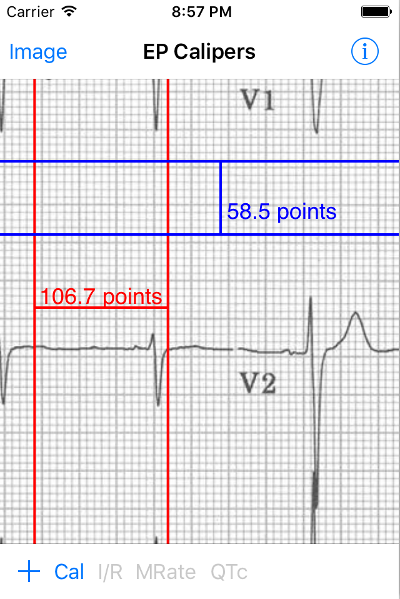 Carrier 8:57 PM
Image EP Calipers i
V1
58.5 points
106.7 points
V2
+ Cal I/R MRate QTc